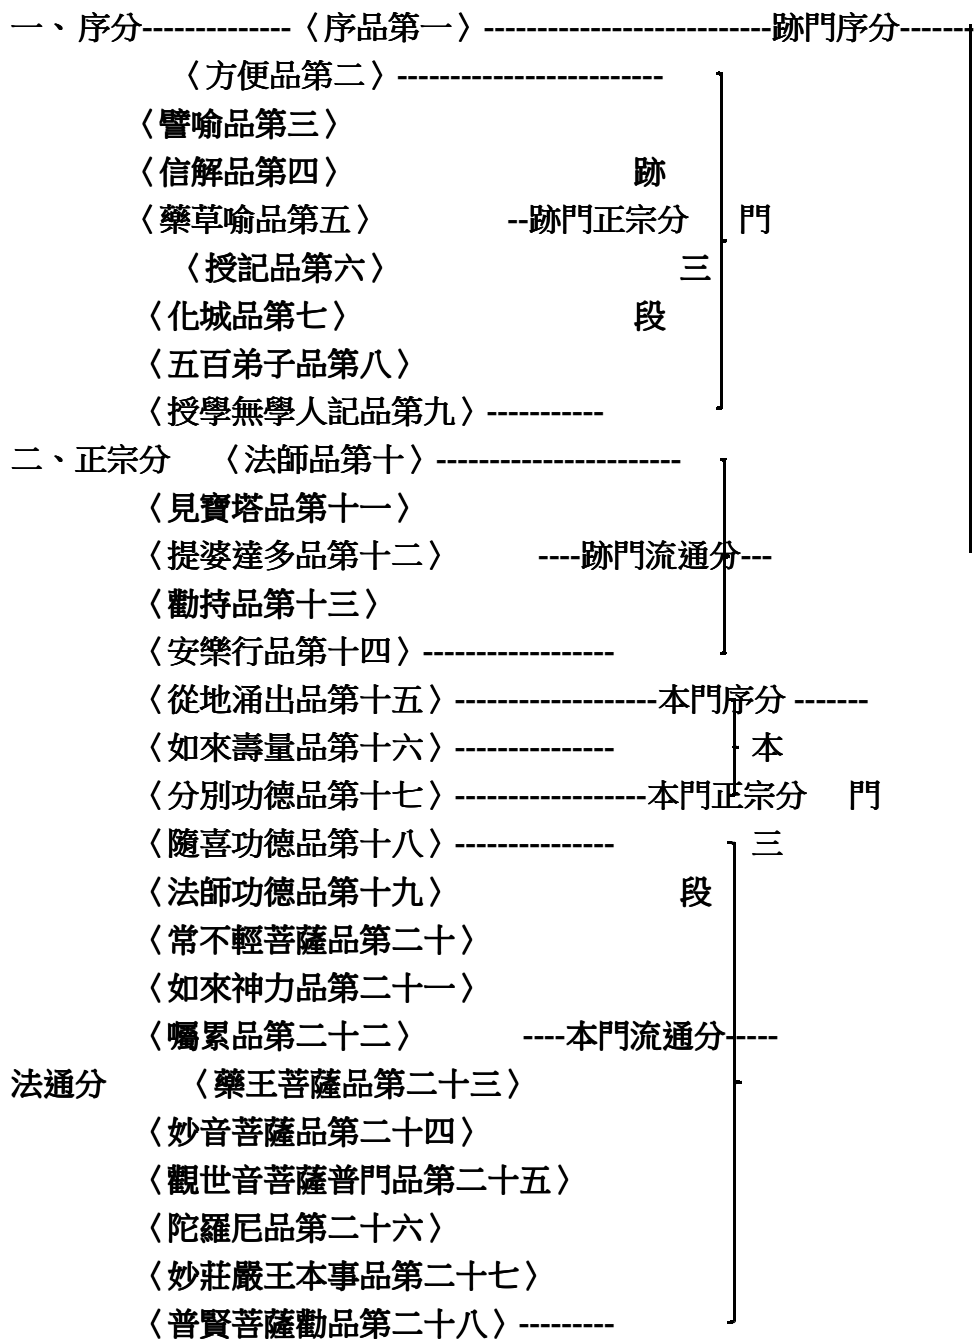 一、序分--------------〈序品第一〉---------------------------跡門序分-------
〈方便品第二〉-------------------------
〈譬喻品第三〉
〈信解品第四〉 跡
〈藥草喻品第五〉 --跡門正宗分 門
〈授記品第六〉 三
〈化城品第七〉 段
〈五百弟子品第八〉
〈授學無學人記品第九〉-----------
二、正宗分 〈法師品第十〉-----------------------
〈見寶塔品第十一〉
〈提婆達多品第十二〉 ----跡門流通分---
〈勸持品第十三〉
〈安樂行品第十四〉------------------
〈從地涌出品第十五〉-------------------本門序分 -------
〈如來壽量品第十六〉--------------- 本
〈分別功德品第十七〉------------------本門正宗分 門
〈隨喜功德品第十八〉--------------- 三
〈法師功德品第十九〉 段
〈常不輕菩薩品第二十〉
〈如來神力品第二十一〉
〈囑累品第二十二〉 ----本門流通分-----
法通分 〈藥王菩薩品第二十三〉
〈妙音菩薩品第二十四〉
〈觀世音菩薩普門品第二十五〉
〈陀羅尼品第二十六〉
〈妙莊嚴王本事品第二十七〉
〈普賢菩薩勸品第二十八〉---------